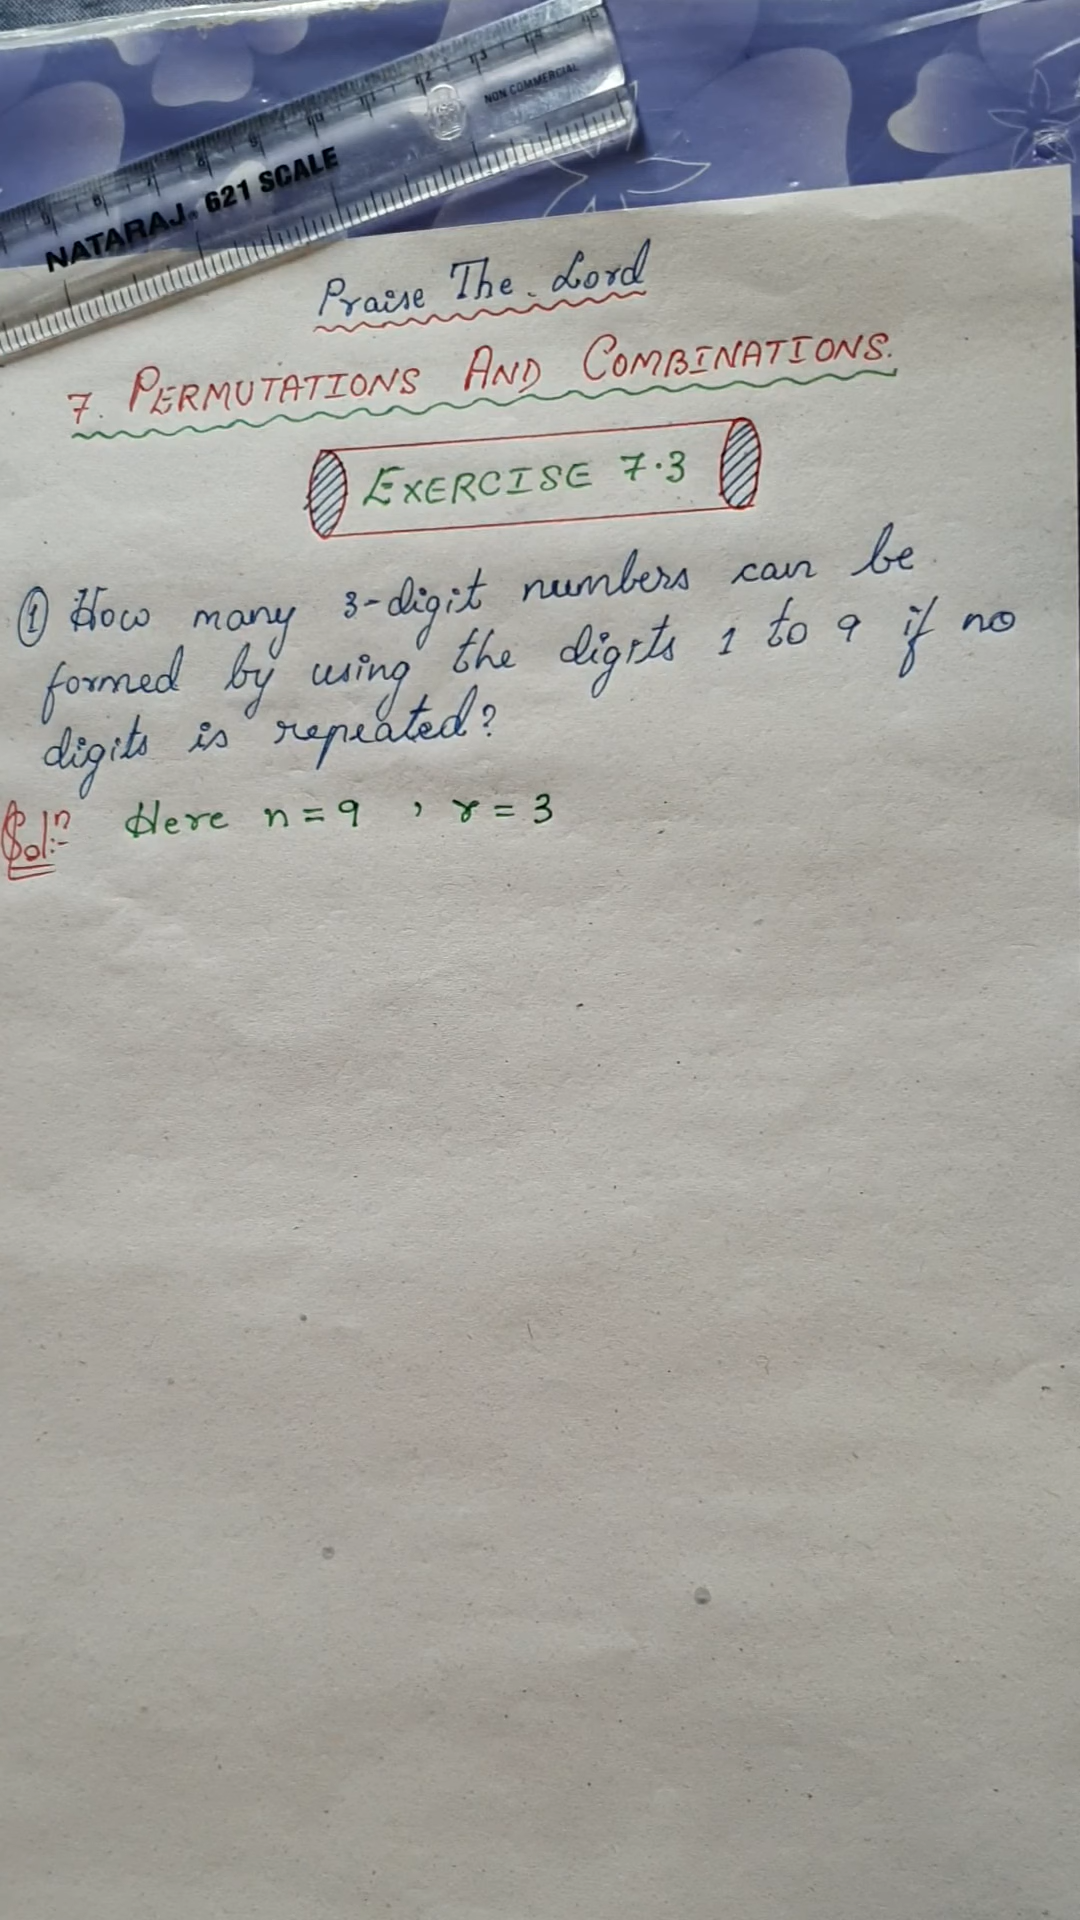 NATARAJ 621 SCALE
NON COMMERCIAL
Praise The Lord
7. PERMUTATIONS AND COMBINATIONS.
EXERCISE 7.3
① How many 3-digit numbers can be
formed by using the digits 1 to 9 if no
digits is repeated?
Solⁿ:- Here n = 9 , r = 3